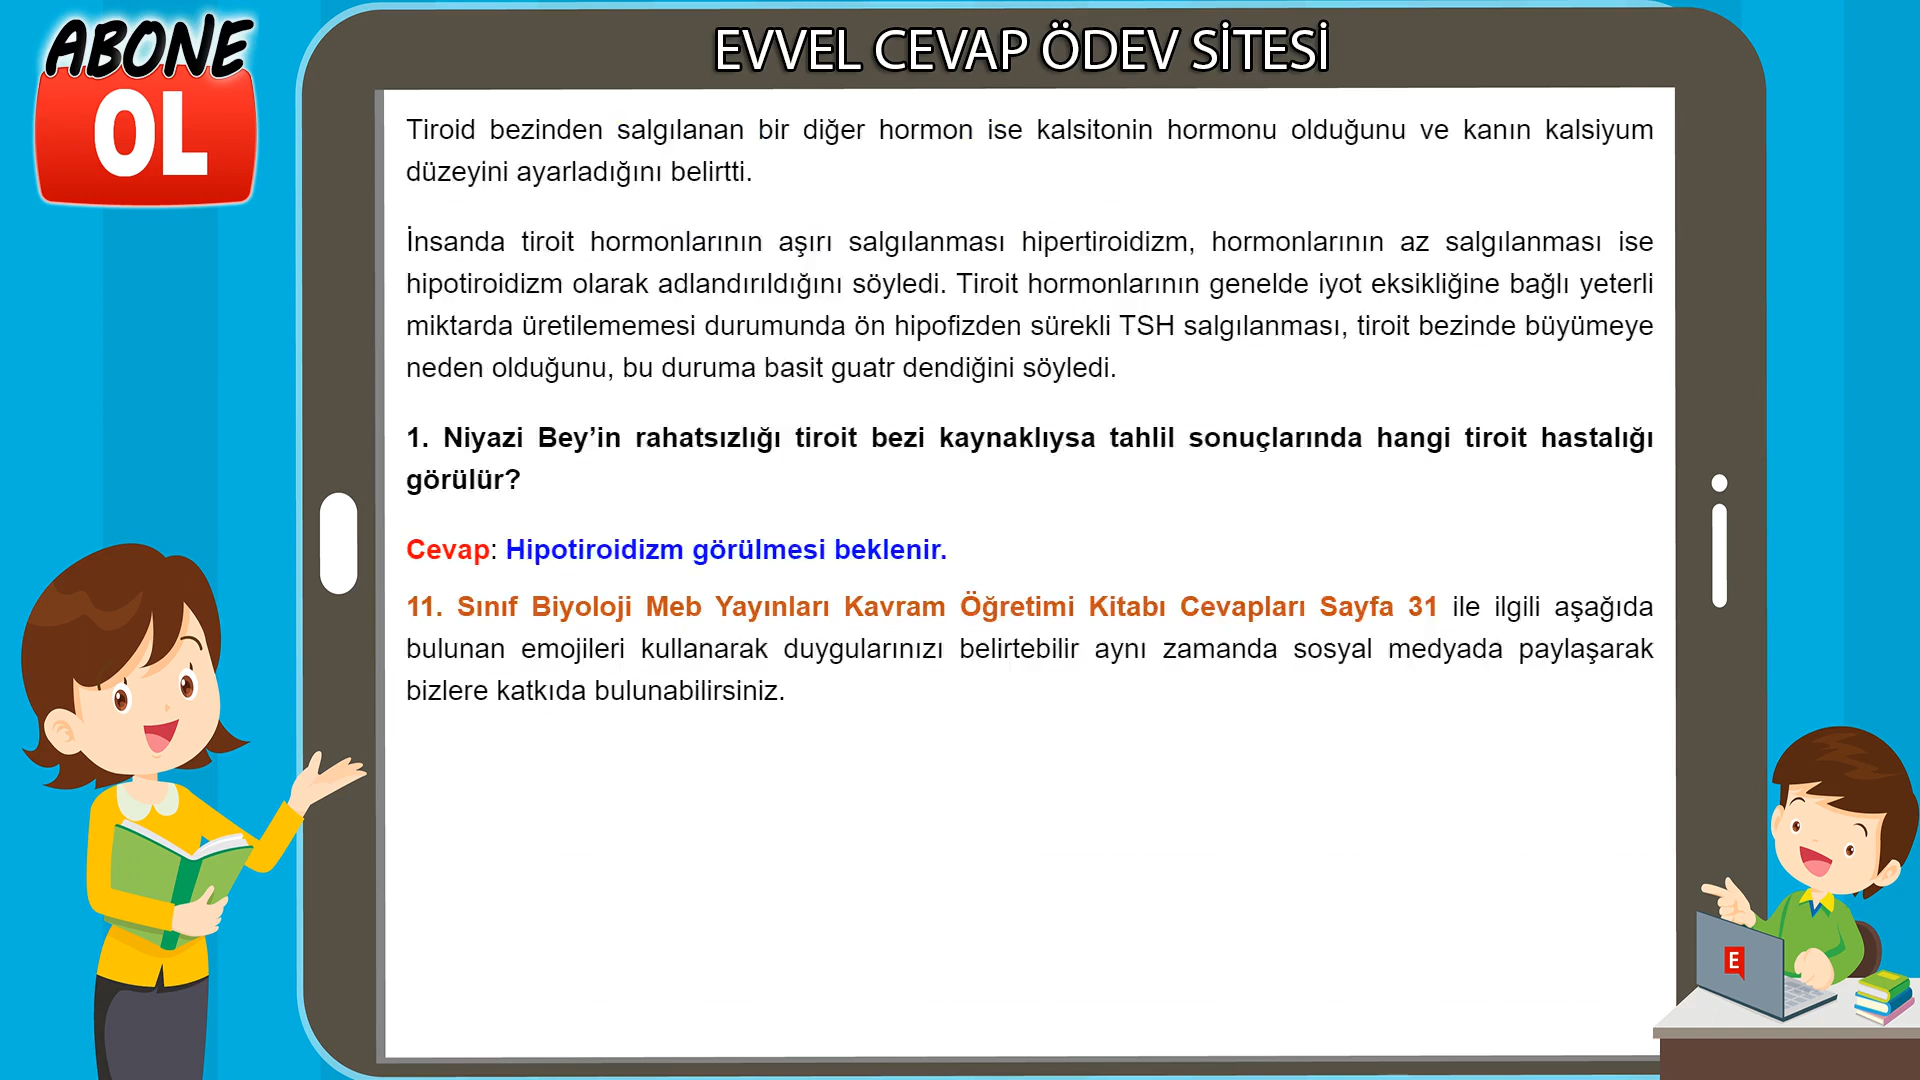 ABONE
OL
EVVEL CEVAP ÖDEV SİTESİ
Tiroid bezinden salgılanan bir diğer hormon ise kalsitonin hormonu olduğunu ve kanın kalsiyum
düzeyini ayarladığını belirtti.
İnsanda tiroit hormonlarının aşırı salgılanması hipertiroidizm, hormonlarının az salgılanması ise
hipotiroidizm olarak adlandırıldığını söyledi. Tiroit hormonlarının genelde iyot eksikliğine bağlı yeterli
miktarda üretilememesi durumunda ön hipofizden sürekli TSH salgılanması, tiroit bezinde büyümeye
neden olduğunu, bu duruma basit guatr dendiğini söyledi.
1. Niyazi Bey’in rahatsızlığı tiroit bezi kaynaklıysa tahlil sonuçlarında hangi tiroit hastalığı
görülür?
Cevap: Hipotiroidizm görülmesi beklenir.
11. Sınıf Biyoloji Meb Yayınları Kavram Öğretimi Kitabı Cevapları Sayfa 31 ile ilgili aşağıda
bulunan emojileri kullanarak duygularınızı belirtebilir aynı zamanda sosyal medyada paylaşarak
bizlere katkıda bulunabilirsiniz.
E